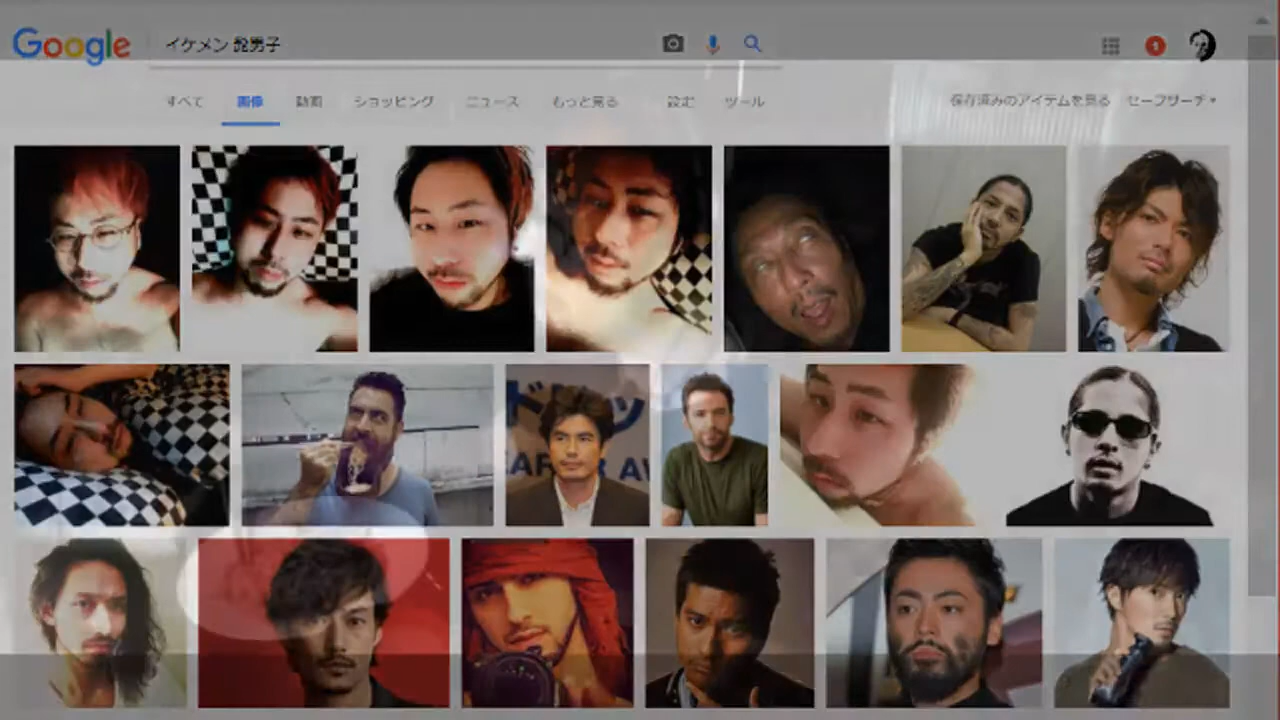 Google イケメン 髭男子
すべて 画像 動画 ショッピング ニュース もっと見る 設定 ツール 保存済みのアイテムを見る セーフサーチ